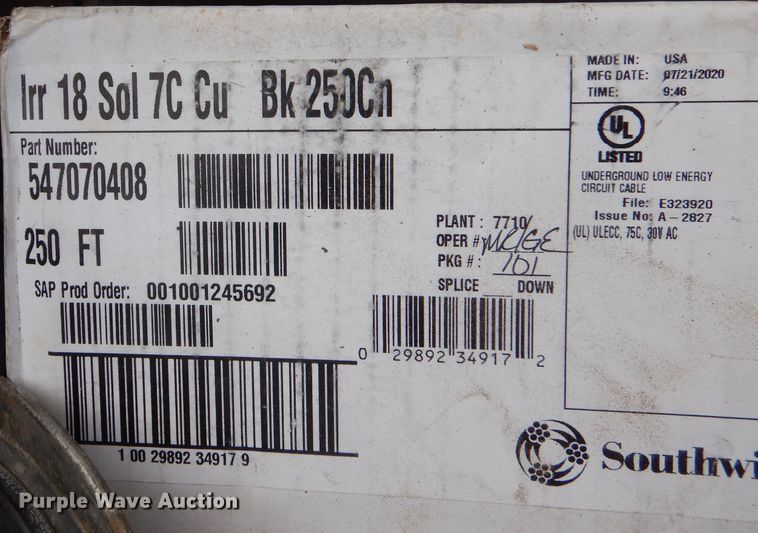 Irr 18 Sol 7C Cu Bk 250Cn
Part Number:
547070408
250 FT
SAP Prod Order: 001001245692
PLANT: 7710/
OPER #
PKG #: 101
SPLICE ___ DOWN
0 29892 34917 2
1 00 29892 34917 9
MADE IN: USA
MFG DATE: 07/21/2020
TIME: 9:46
UL
LISTED
UNDERGROUND LOW ENERGY
CIRCUIT CABLE
File: E323920
Issue No: A-2827
(UL) ULECC, 75C, 30V AC
Southwi
Purple Wave Auction